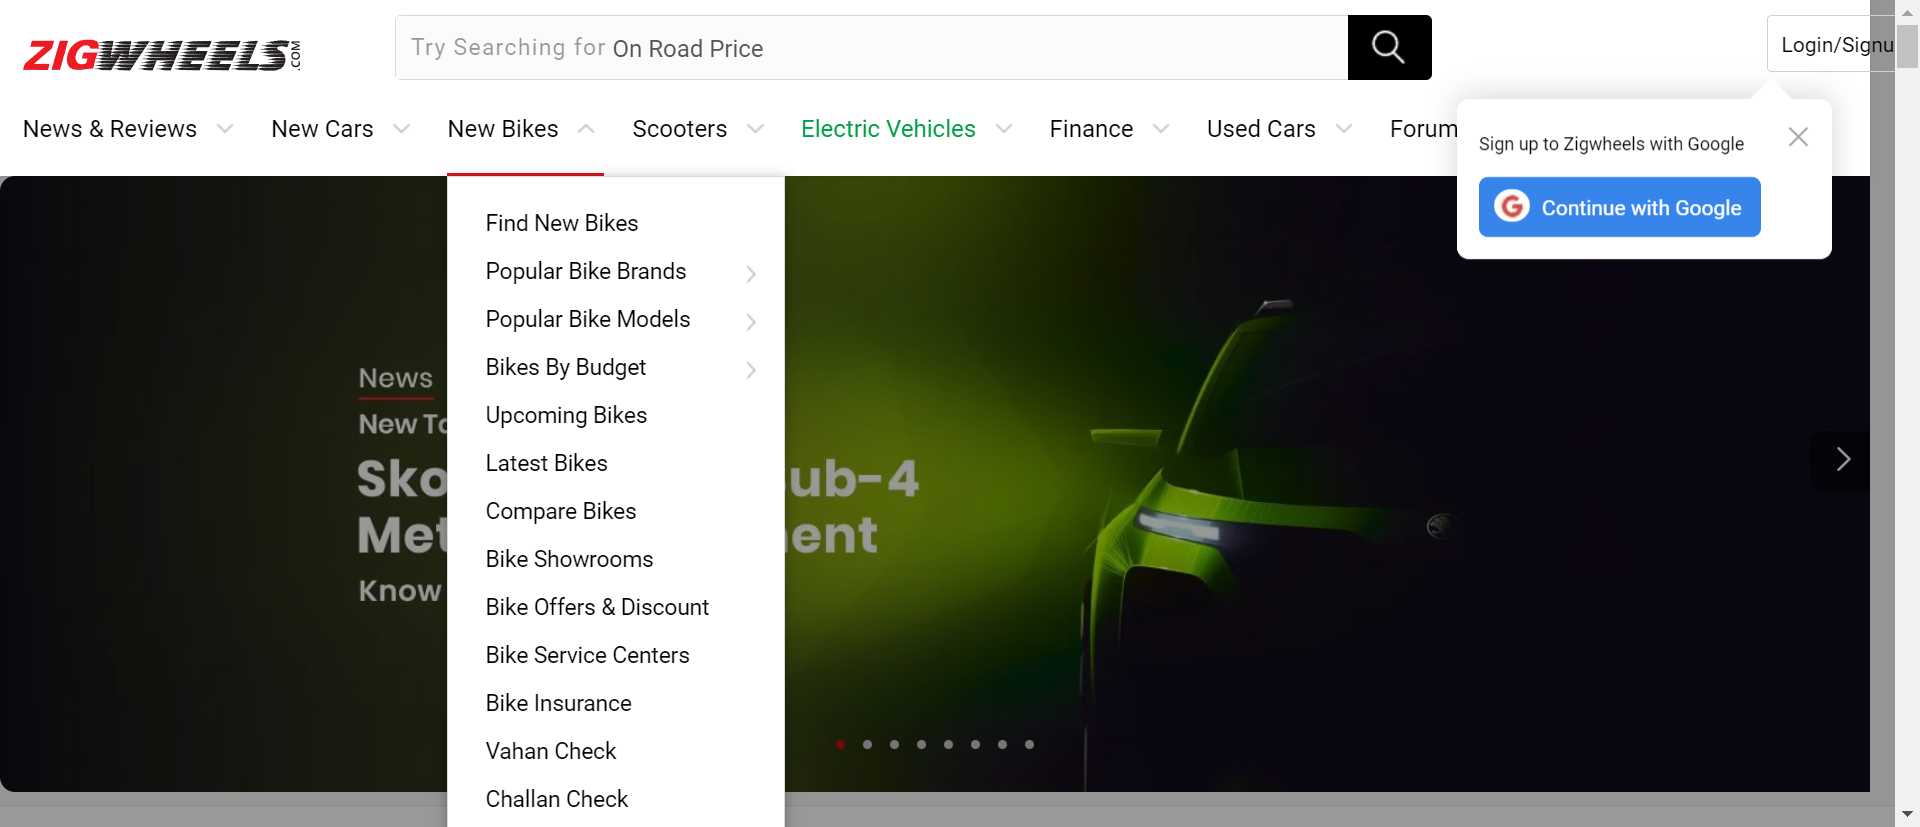 ZIGWHEELS.COM
Try Searching for On Road Price
Login/Signu
News & Reviews
New Cars
New Bikes
Scooters
Electric Vehicles
Finance
Used Cars
Forum
Sign up to Zigwheels with Google
Continue with Google
Find New Bikes
Popular Bike Brands
Popular Bike Models
Bikes By Budget
Upcoming Bikes
Latest Bikes
Compare Bikes
Bike Showrooms
Bike Offers & Discount
Bike Service Centers
Bike Insurance
Vahan Check
Challan Check
News
New
Sko ub-4
Met ent
Know